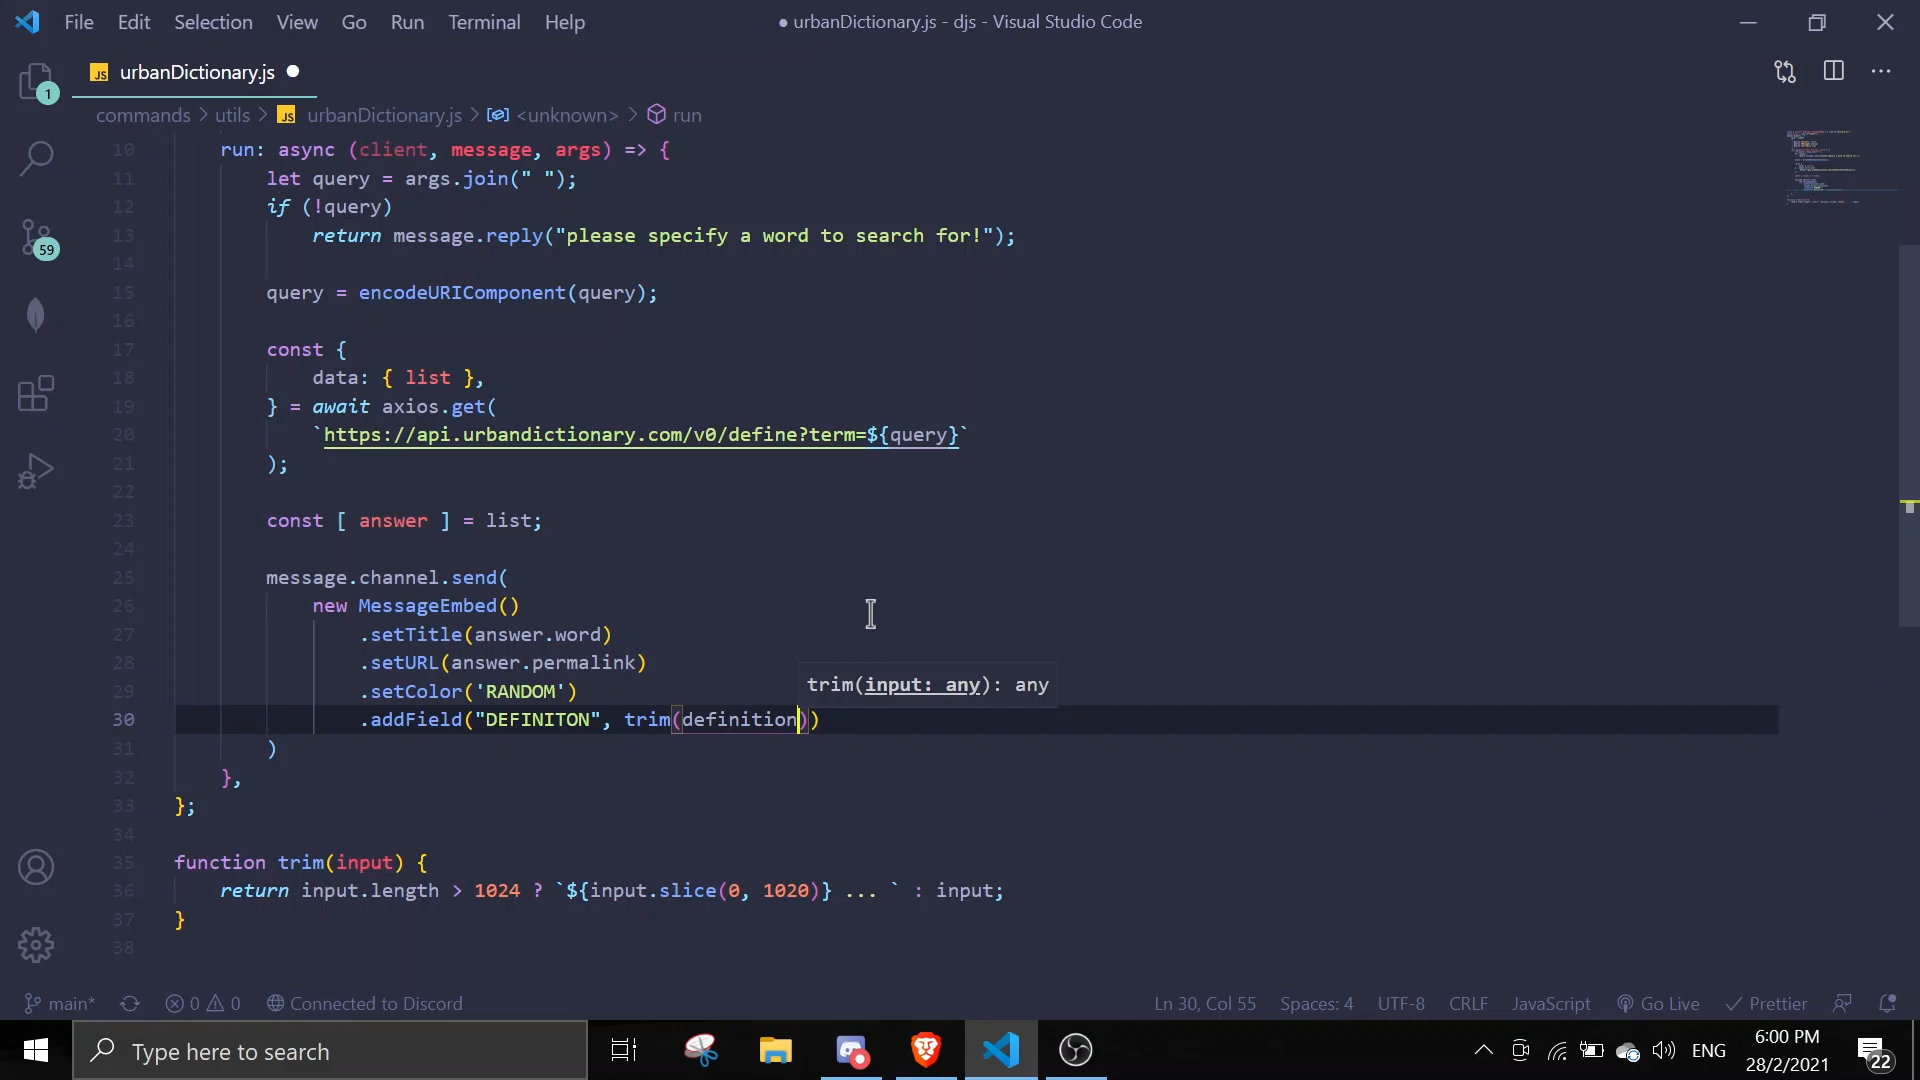 File Edit Selection View Go Run Terminal Help
● urbanDictionary.js - djs - Visual Studio Code
JS urbanDictionary.js ●
commands > utils > JS urbanDictionary.js > <unknown> > run
1
59
10 run: async (client, message, args) => {
11 let query = args.join(" ");
12 if (!query)
13 return message.reply("please specify a word to search for!");
14
15 query = encodeURIComponent(query);
16
17 const {
18 data: { list },
19 } = await axios.get(
20 `https://api.urbandictionary.com/v0/define?term=${query}`
21 );
22
23 const [ answer ] = list;
24
25 message.channel.send(
26 new MessageEmbed()
27 .setTitle(answer.word)
28 .setURL(answer.permalink)
trim(input: any): any
29 .setColor('RANDOM')
30 .addField("DEFINITON", trim(definition))
31 )
32 },
33 };
34
35 function trim(input) {
36 return input.length > 1024 ? `${input.slice(0, 1020)} ... ` : input;
37 }
38
main* 0 0 Connected to Discord
Ln 30, Col 55 Spaces: 4 UTF-8 CRLF JavaScript Go Live Prettier
Type here to search
ENG
6:00 PM
28/2/2021
22